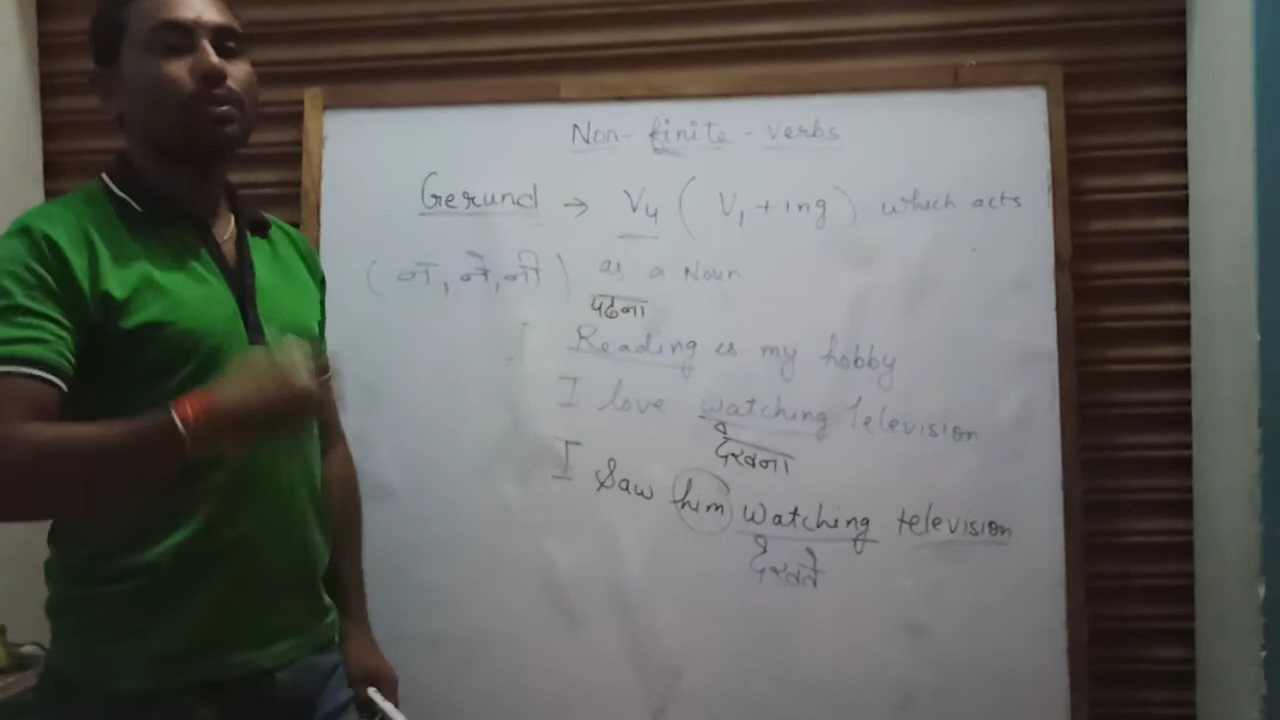 Non-finite-verbs
Gerund → V4 ( V1 + ing ) which acts
( ना, ने, नी ) as a Noun
पढना
Reading is my hobby
I love watching television
देखना
I saw him watching television
देखते